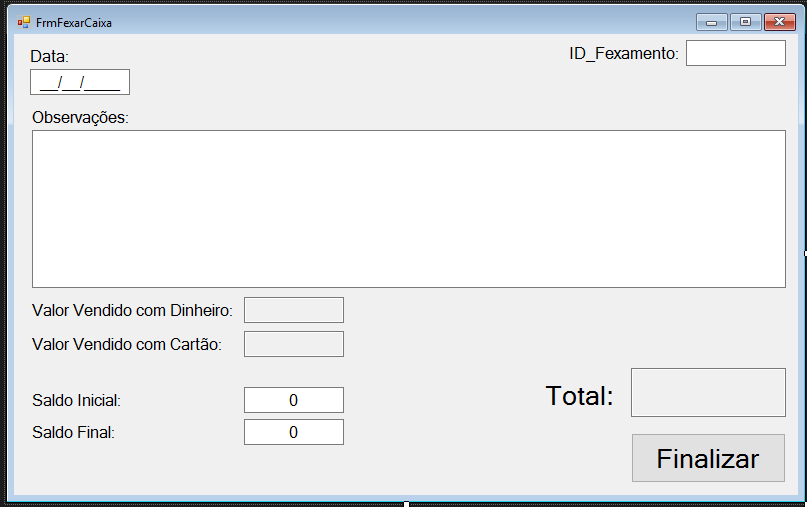 FrmFexarCaixa
Data:
ID_Fexamento:
__/__/____
Observações:
Valor Vendido com Dinheiro:
Valor Vendido com Cartão:
Saldo Inicial:
0
Total:
Saldo Final:
0
Finalizar